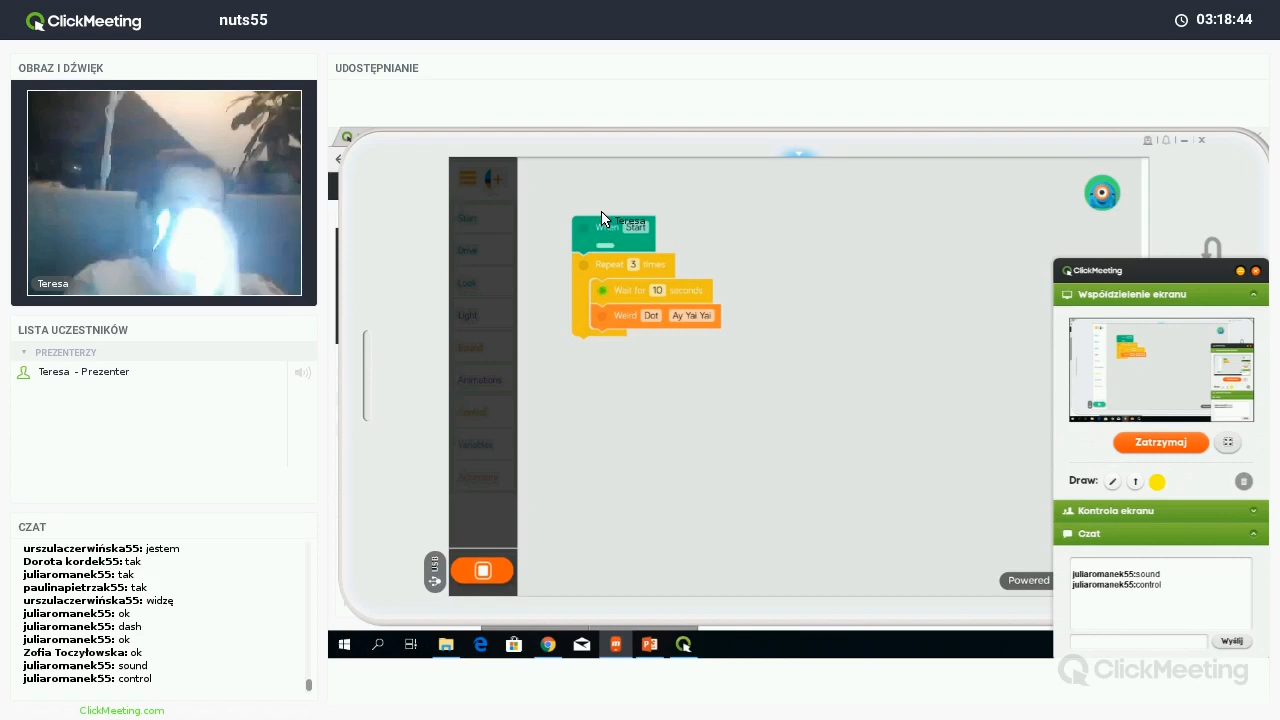 ClickMeeting
nuts55
03:18:44
OBRAZ I DŹWIĘK
Teresa
LISTA UCZESTNIKÓW
PREZENTERZY
Teresa - Prezenter
CZAT
urszulaczerwińska55: jestem
Dorota kordek55: tak
juliaromanek55: tak
paulinapietrzak55: tak
urszulaczerwińska55: widzę
juliaromanek55: ok
juliaromanek55: dash
juliaromanek55: ok
Zofia Toczyłowska: ok
juliaromanek55: sound
juliaromanek55: control
ClickMeeting.com
UDOSTĘPNIANIE
Start
Drive
Look
Light
Sound
Animations
Control
Variables
Accessory
Teresa
When Start
Repeat 3 times
Wait for 10 seconds
Weird Dot Ay Yai Yai
USB
Powered
ClickMeeting
Współdzielenie ekranu
Zatrzymaj
Draw:
Kontrola ekranu
Czat
juliaromanek55:sound
juliaromanek55:control
Wyślij
ClickMeeting